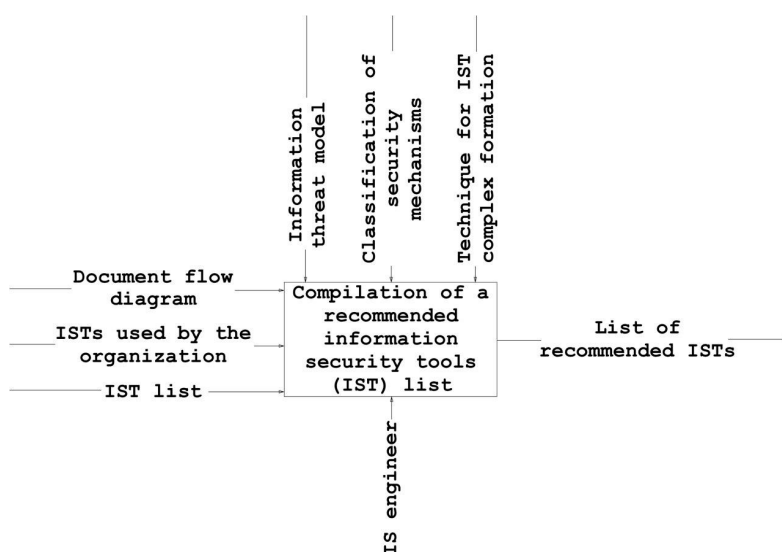 Information
threat model
Classification of
security
mechanisms
Technique for IST
complex formation
Document flow
diagram
ISTs used by the
organization
IST list
Compilation of a
recommended
information
security tools
(IST) list
List of
recommended ISTs
IS engineer